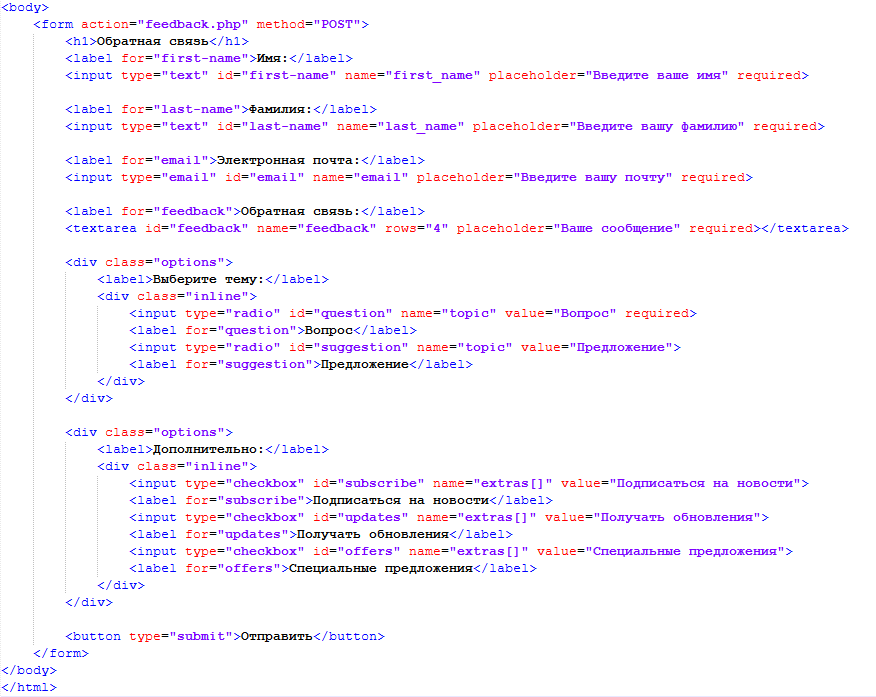 <body>
<form action="feedback.php" method="POST">
<h1>Обратная связь</h1>
<label for="first-name">Имя:</label>
<input type="text" id="first-name" name="first_name" placeholder="Введите ваше имя" required>
<label for="last-name">Фамилия:</label>
<input type="text" id="last-name" name="last_name" placeholder="Введите вашу фамилию" required>
<label for="email">Электронная почта:</label>
<input type="email" id="email" name="email" placeholder="Введите вашу почту" required>
<label for="feedback">Обратная связь:</label>
<textarea id="feedback" name="feedback" rows="4" placeholder="Ваше сообщение" required></textarea>
<div class="options">
<label>Выберите тему:</label>
<div class="inline">
<input type="radio" id="question" name="topic" value="Вопрос" required>
<label for="question">Вопрос</label>
<input type="radio" id="suggestion" name="topic" value="Предложение">
<label for="suggestion">Предложение</label>
</div>
</div>
<div class="options">
<label>Дополнительно:</label>
<div class="inline">
<input type="checkbox" id="subscribe" name="extras[]" value="Подписаться на новости">
<label for="subscribe">Подписаться на новости</label>
<input type="checkbox" id="updates" name="extras[]" value="Получать обновления">
<label for="updates">Получать обновления</label>
<input type="checkbox" id="offers" name="extras[]" value="Специальные предложения">
<label for="offers">Специальные предложения</label>
</div>
</div>
<button type="submit">Отправить</button>
</form>
</body>
</html>